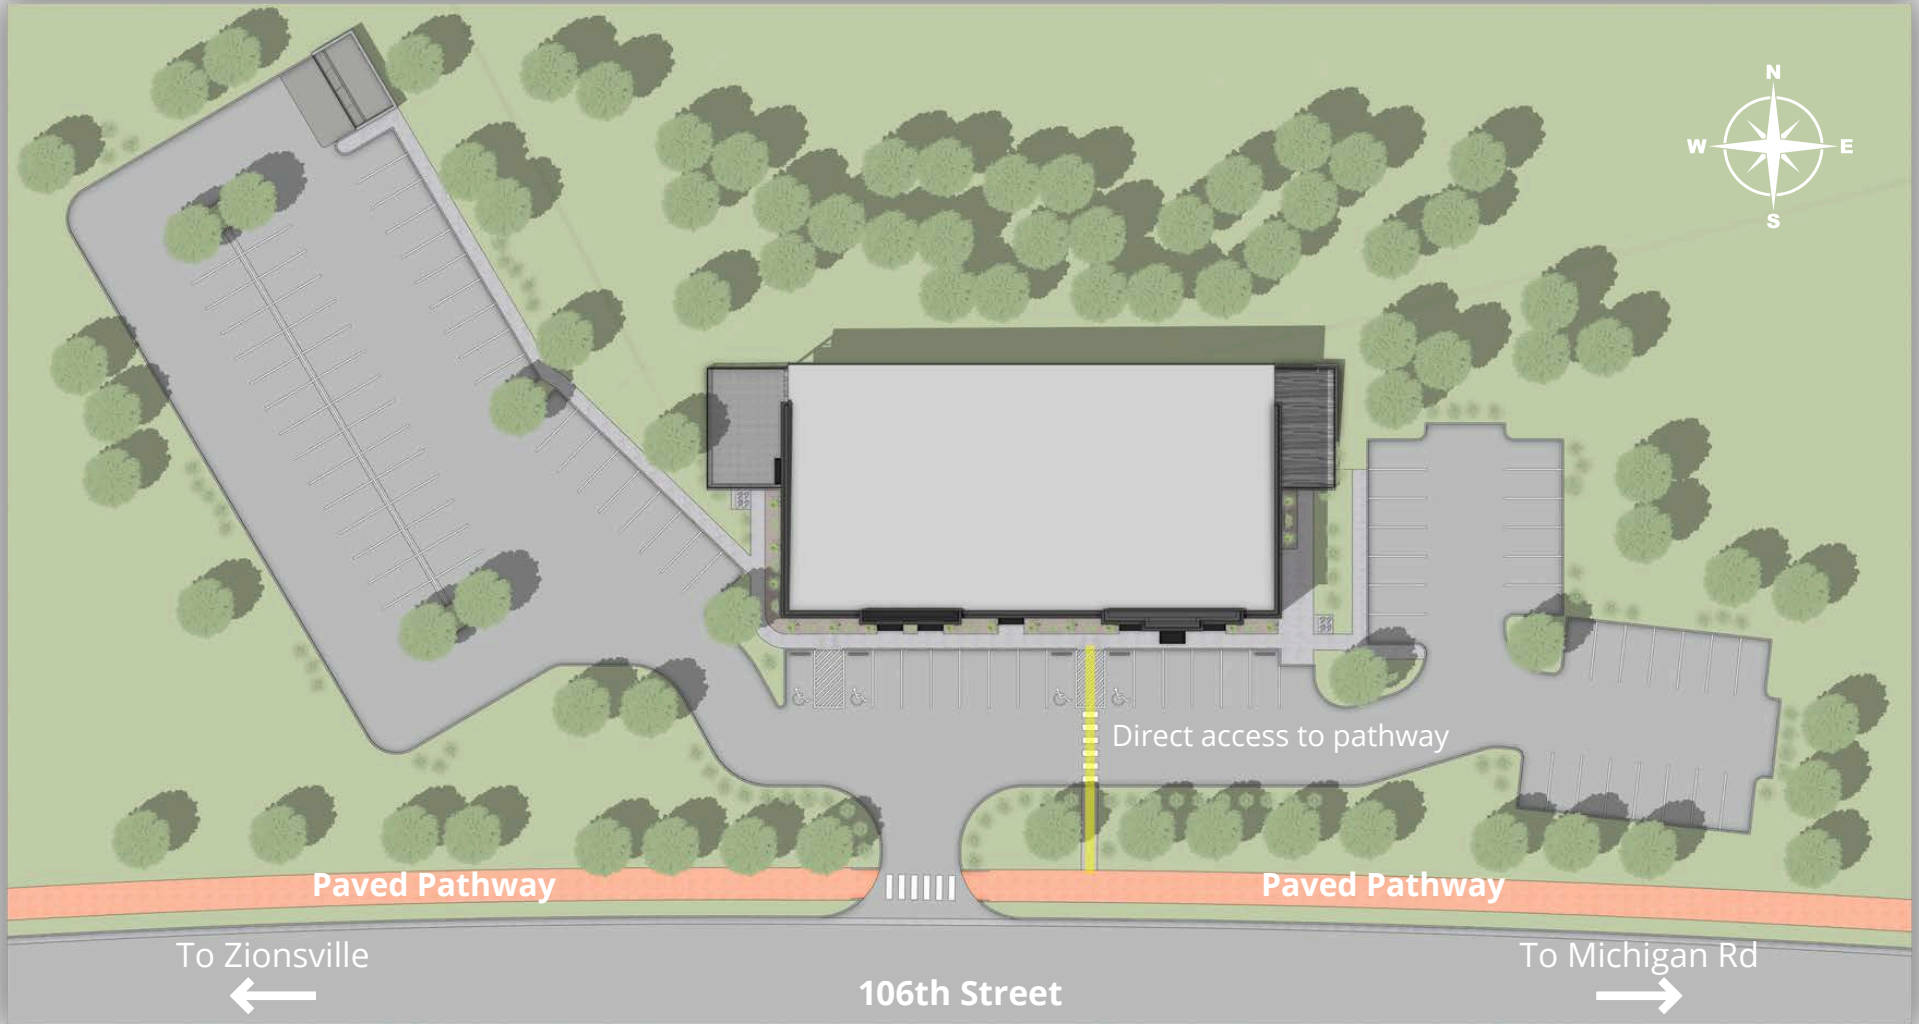 N
W E
S
Direct access to pathway
Paved Pathway Paved Pathway
To Zionsville To Michigan Rd
106th Street